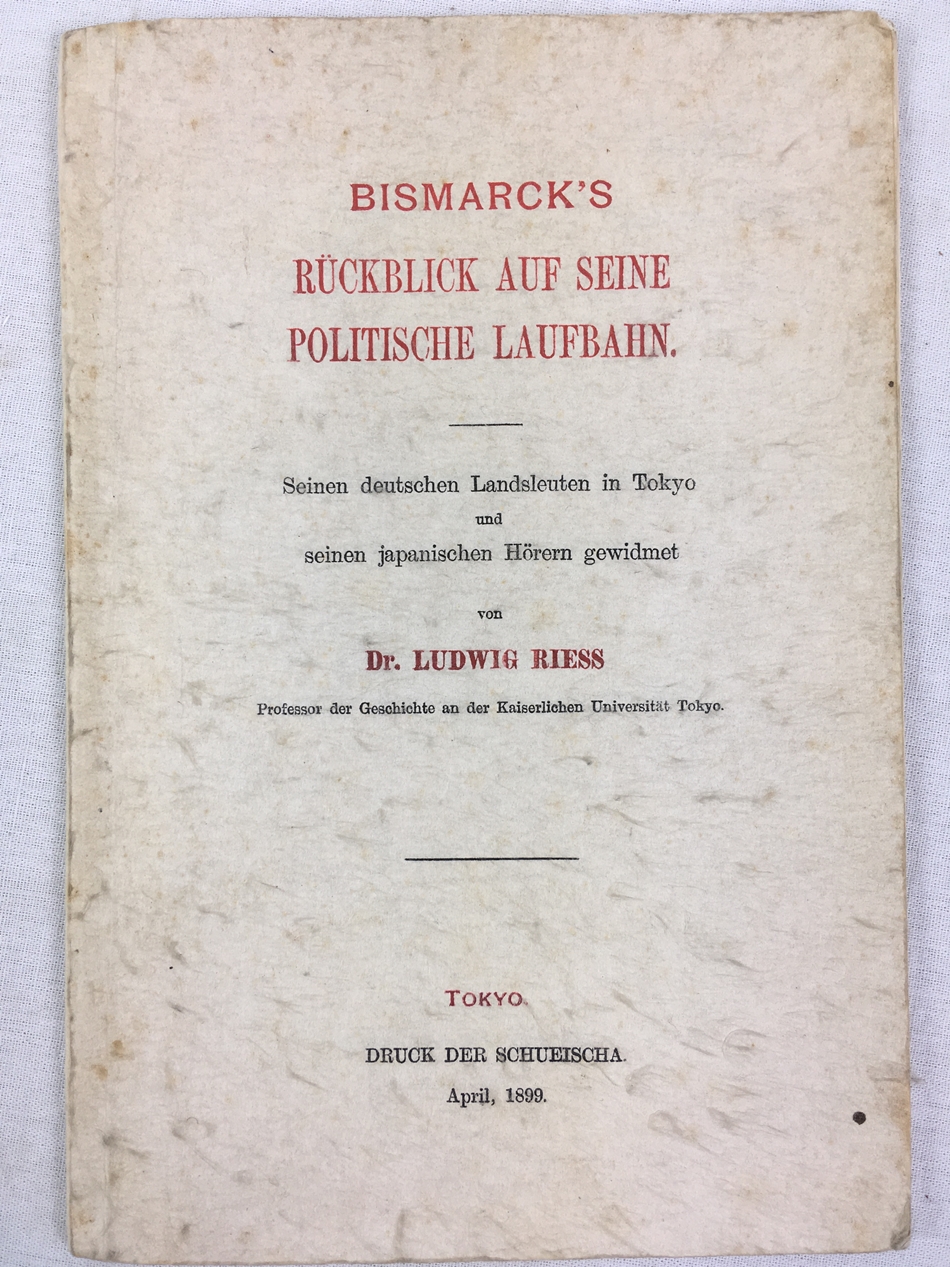 BISMARCK'S
RÜCKBLICK AUF SEINE
POLITISCHE LAUFBAHN.
Seinen deutschen Landsleuten in Tokyo
und
seinen japanischen Hörern gewidmet
von
Dr. LUDWIG RIESS
Professor der Geschichte an der Kaiserlichen Universität Tokyo.
TOKYO.
DRUCK DER SCHUEISCHA.
April, 1899.